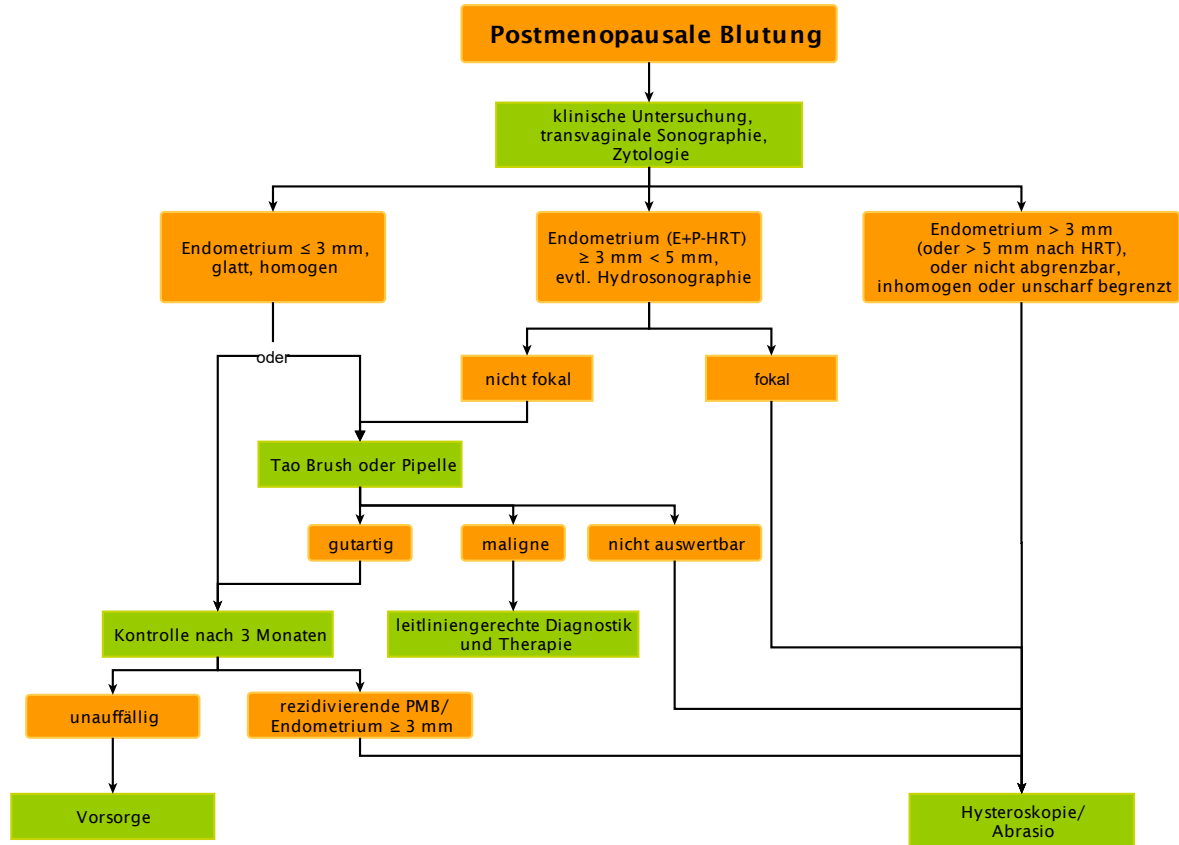 Postmenopausale Blutung
klinische Untersuchung,
transvaginale Sonographie,
Zytologie
Endometrium ≤ 3 mm,
glatt, homogen
Endometrium (E+P-HRT)
≥ 3 mm < 5 mm,
evtl. Hydrosonographie
Endometrium > 3 mm
(oder > 5 mm nach HRT),
oder nicht abgrenzbar,
inhomogen oder unscharf begrenzt
oder
nicht fokal
fokal
Tao Brush oder Pipelle
gutartig
maligne
nicht auswertbar
Kontrolle nach 3 Monaten
leitliniengerechte Diagnostik
und Therapie
unauffällig
rezidivierende PMB/
Endometrium ≥ 3 mm
Vorsorge
Hysteroskopie/
Abrasio